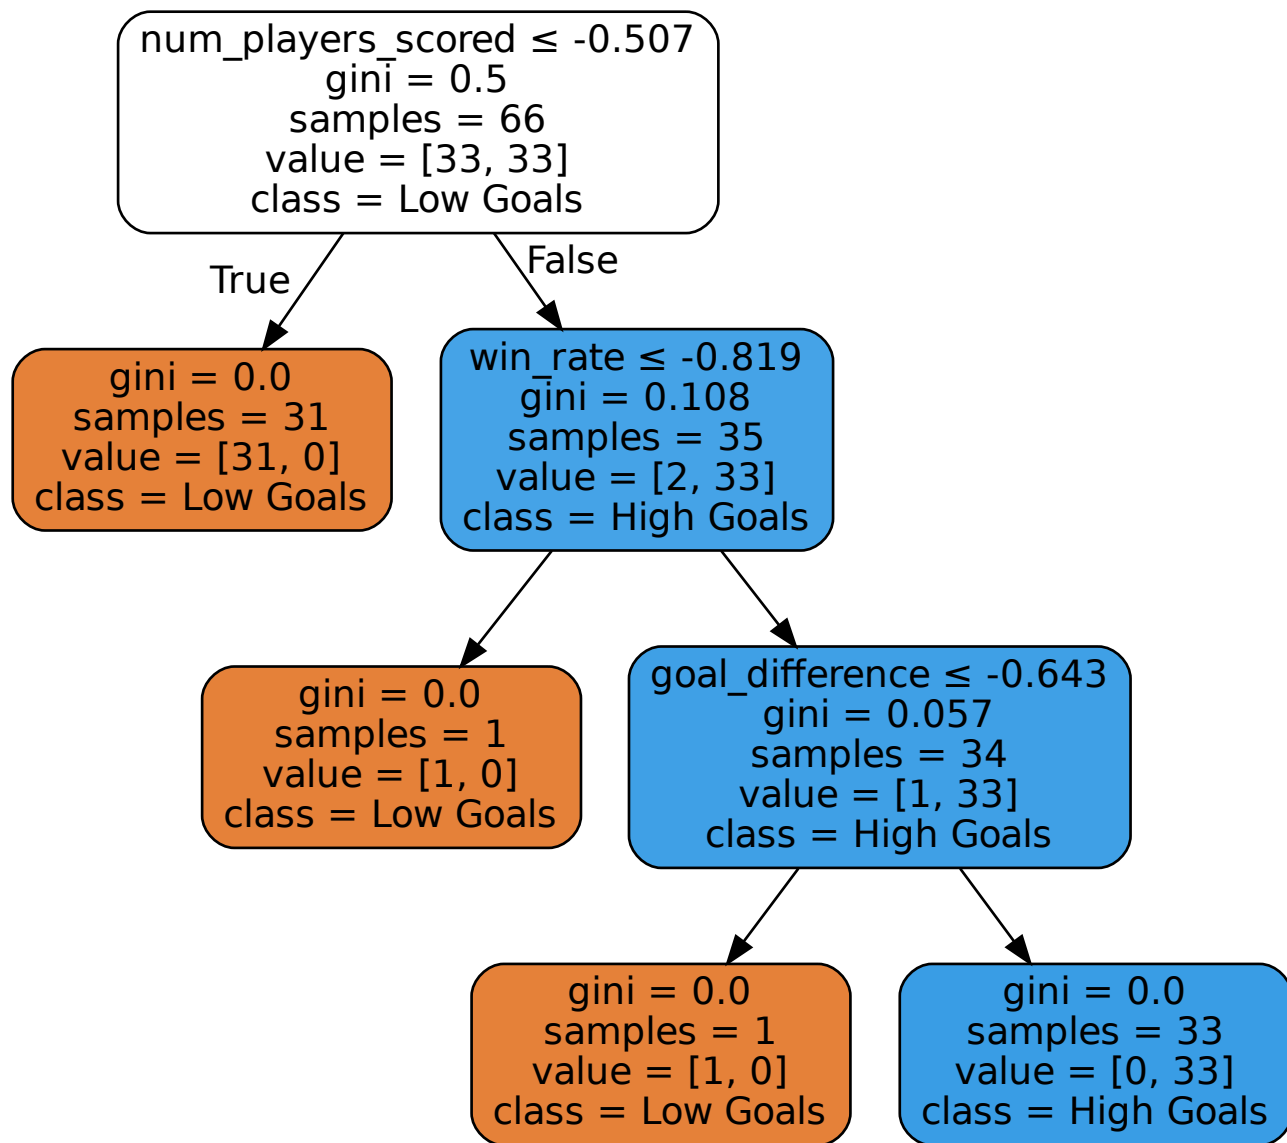 num_players_scored ≤ -0.507
gini = 0.5
samples = 66
value = [33, 33]
class = Low Goals
True
False
gini = 0.0
samples = 31
value = [31, 0]
class = Low Goals
win_rate ≤ -0.819
gini = 0.108
samples = 35
value = [2, 33]
class = High Goals
gini = 0.0
samples = 1
value = [1, 0]
class = Low Goals
goal_difference ≤ -0.643
gini = 0.057
samples = 34
value = [1, 33]
class = High Goals
gini = 0.0
samples = 1
value = [1, 0]
class = Low Goals
gini = 0.0
samples = 33
value = [0, 33]
class = High Goals